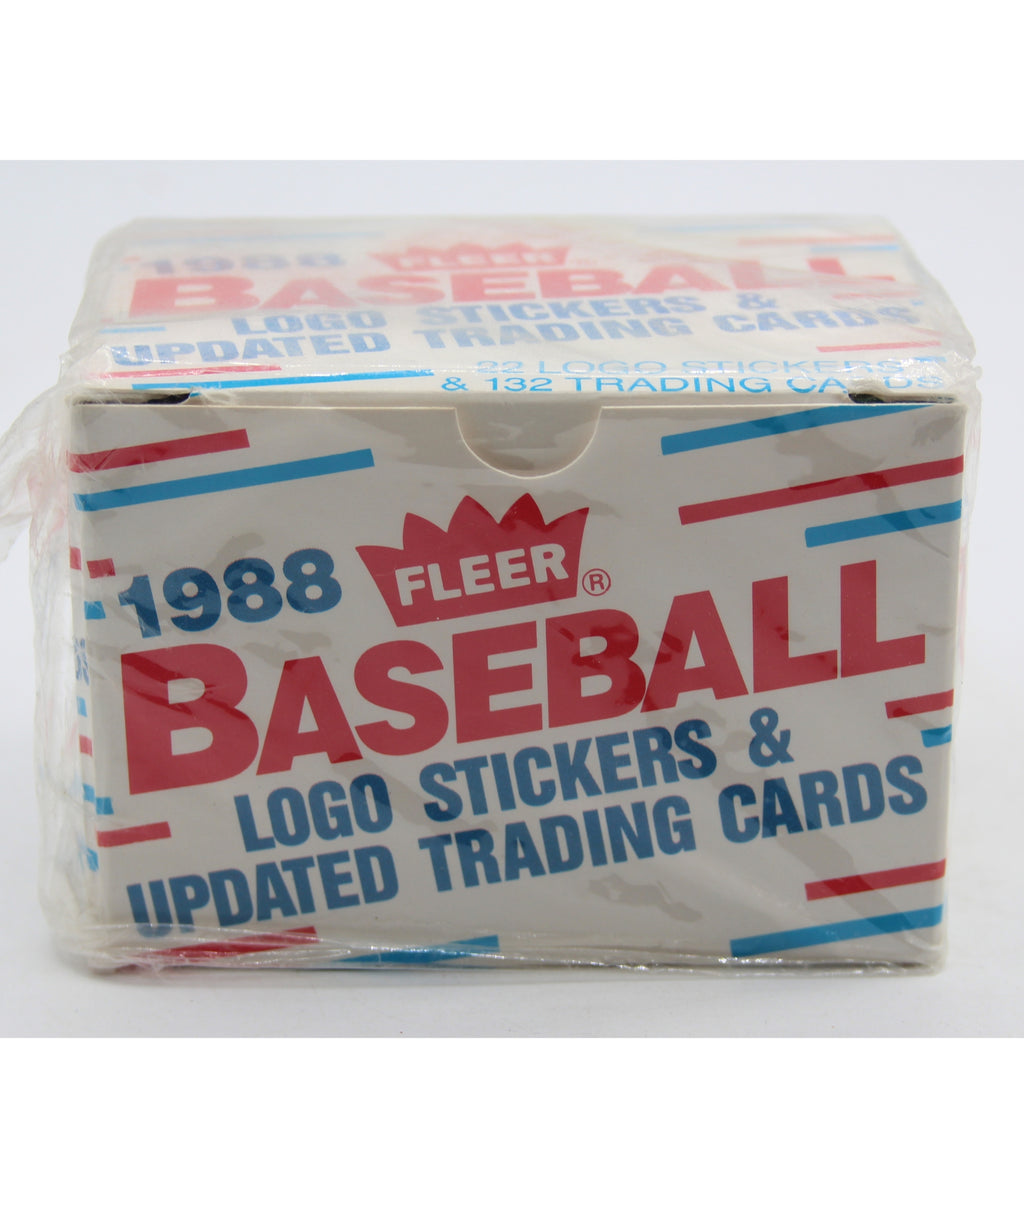 1988 FLEER
BASEBALL
LOGO STICKERS &
UPDATED TRADING CARDS
22 LOGO STICKERS
& 132 TRADING CARDS
1988 FLEER®
BASEBALL
LOGO STICKERS &
UPDATED TRADING CARDS